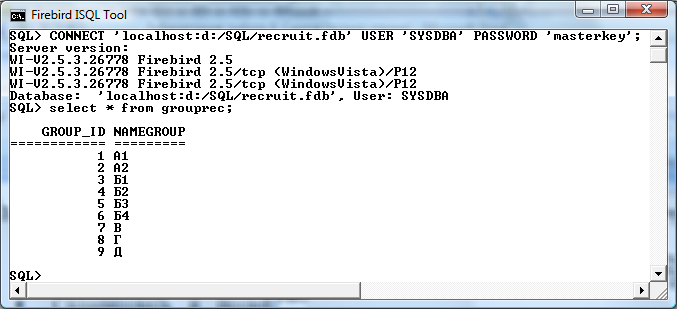 Firebird ISQL Tool
SQL> CONNECT 'localhost:d:/SQL/recruit.fdb' USER 'SYSDBA' PASSWORD 'masterkey';
Server version:
WI-V2.5.3.26778 Firebird 2.5
WI-V2.5.3.26778 Firebird 2.5/tcp (WindowsVista)/P12
WI-V2.5.3.26778 Firebird 2.5/tcp (WindowsVista)/P12
Database:  'localhost:d:/SQL/recruit.fdb', User: SYSDBA
SQL> select * from grouprec;
    GROUP_ID NAMEGROUP
============ =========
           1 А1
           2 А2
           3 Б1
           4 Б2
           5 Б3
           6 Б4
           7 В
           8 Г
           9 Д
SQL>